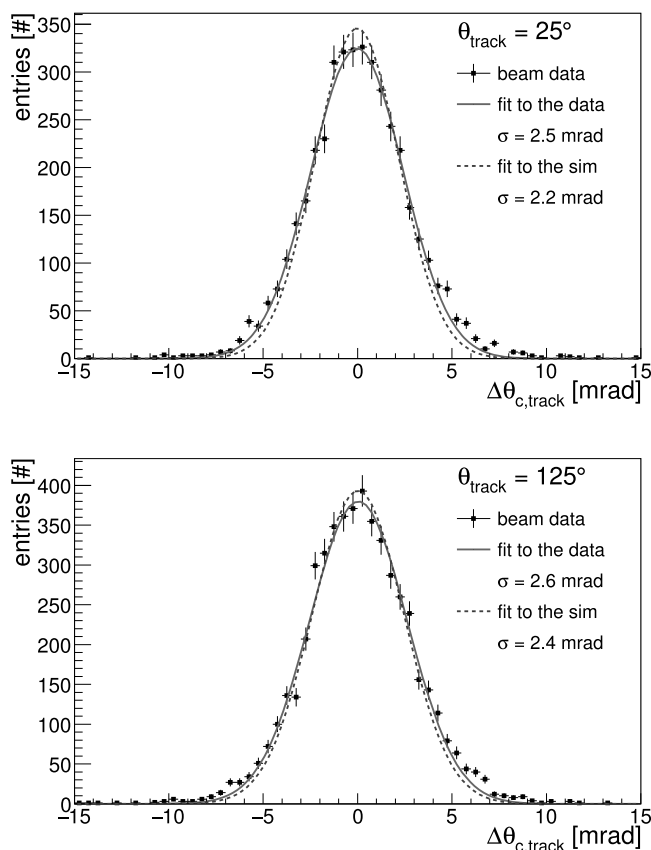 entries [#]
350
300
250
200
150
100
50
0
θtrack = 25°
beam data
fit to the data
σ = 2.5 mrad
fit to the sim
σ = 2.2 mrad
−15 −10 −5 0 5 10 15
Δθc,track [mrad]
entries [#]
400
350
300
250
200
150
100
50
0
θtrack = 125°
beam data
fit to the data
σ = 2.6 mrad
fit to the sim
σ = 2.4 mrad
−15 −10 −5 0 5 10 15
Δθc,track [mrad]